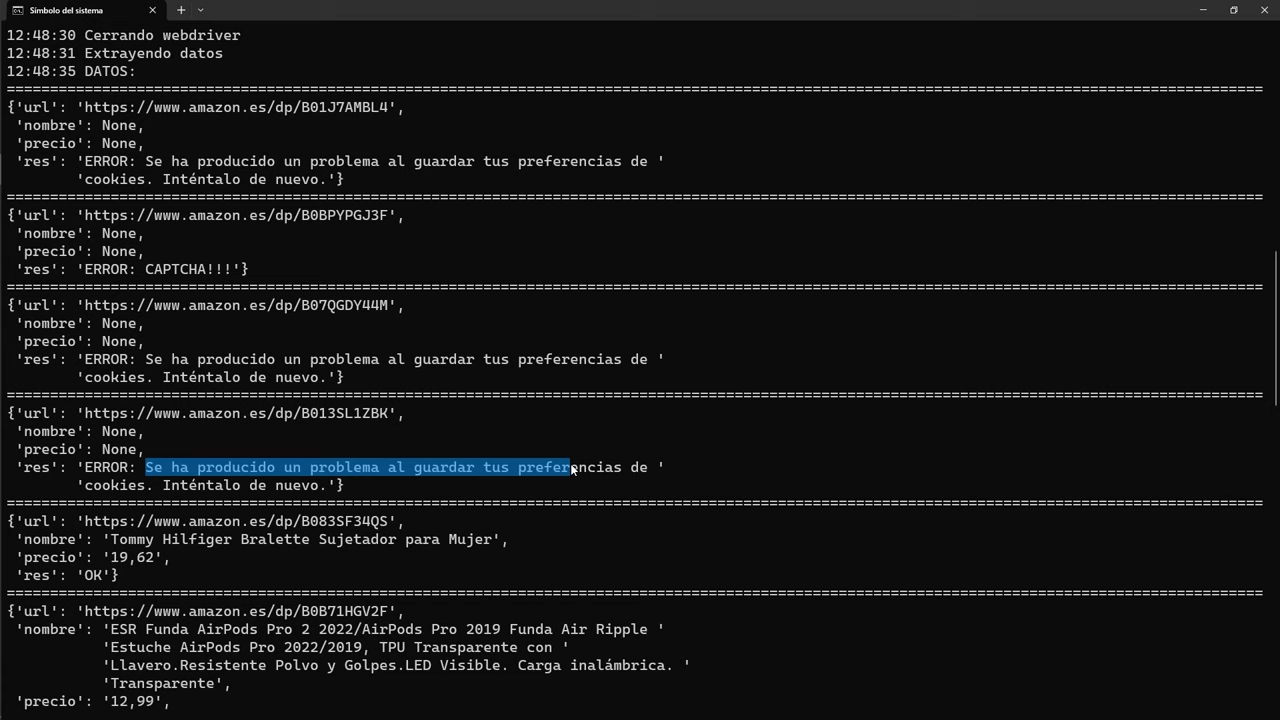 Símbolo del sistema
12:48:30 Cerrando webdriver
12:48:31 Extrayendo datos
12:48:35 DATOS:
==================================================================================================================================================
{'url': 'https://www.amazon.es/dp/B01J7AMBL4',
'nombre': None,
'precio': None,
'res': 'ERROR: Se ha producido un problema al guardar tus preferencias de '
'cookies. Inténtalo de nuevo.'}
==================================================================================================================================================
{'url': 'https://www.amazon.es/dp/B0BPYPGJ3F',
'nombre': None,
'precio': None,
'res': 'ERROR: CAPTCHA!!!'}
==================================================================================================================================================
{'url': 'https://www.amazon.es/dp/B07QGDY44M',
'nombre': None,
'precio': None,
'res': 'ERROR: Se ha producido un problema al guardar tus preferencias de '
'cookies. Inténtalo de nuevo.'}
==================================================================================================================================================
{'url': 'https://www.amazon.es/dp/B013SL1ZBK',
'nombre': None,
'precio': None,
'res': 'ERROR: Se ha producido un problema al guardar tus preferencias de '
'cookies. Inténtalo de nuevo.'}
==================================================================================================================================================
{'url': 'https://www.amazon.es/dp/B083SF34QS',
'nombre': 'Tommy Hilfiger Bralette Sujetador para Mujer',
'precio': '19,62',
'res': 'OK'}
==================================================================================================================================================
{'url': 'https://www.amazon.es/dp/B0B71HGV2F',
'nombre': 'ESR Funda AirPods Pro 2 2022/AirPods Pro 2019 Funda Air Ripple '
'Estuche AirPods Pro 2022/2019, TPU Transparente con '
'Llavero.Resistente Polvo y Golpes.LED Visible. Carga inalámbrica. '
'Transparente',
'precio': '12,99',